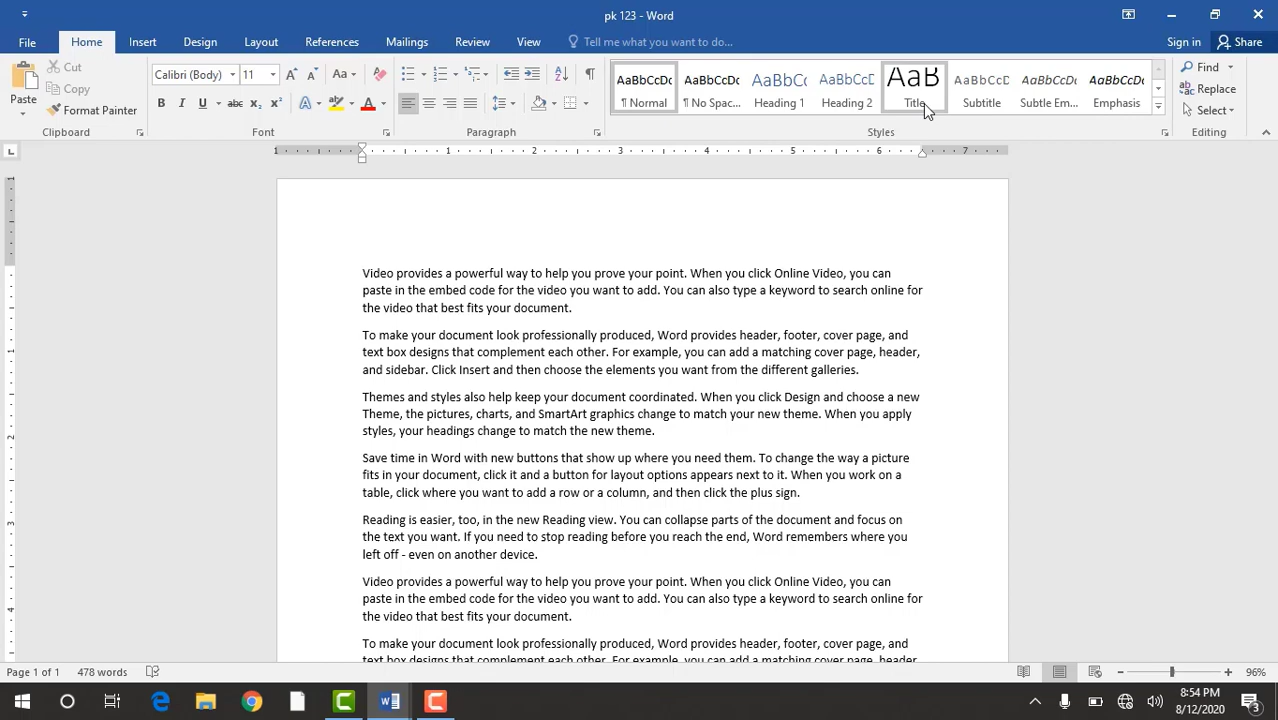 pk 123 - Word
File Home Insert Design Layout References Mailings Review View Tell me what you want to do... Sign in Share
Paste
Cut
Copy
Format Painter
Clipboard
Calibri (Body) 11
Font
Paragraph
AaBbCcDc AaBbCcDc AaBbCc AaBbCcD AaB AaBbCcD AaBbCcDc AaBbCcDc
¶ Normal ¶ No Spac... Heading 1 Heading 2 Title Subtitle Subtle Em... Emphasis
Styles
Find
Replace
Select
Editing
1 1 2 3 4 5 6 7
Video provides a powerful way to help you prove your point. When you click Online Video, you can
paste in the embed code for the video you want to add. You can also type a keyword to search online for
the video that best fits your document.
To make your document look professionally produced, Word provides header, footer, cover page, and
text box designs that complement each other. For example, you can add a matching cover page, header,
and sidebar. Click Insert and then choose the elements you want from the different galleries.
Themes and styles also help keep your document coordinated. When you click Design and choose a new
Theme, the pictures, charts, and SmartArt graphics change to match your new theme. When you apply
styles, your headings change to match the new theme.
Save time in Word with new buttons that show up where you need them. To change the way a picture
fits in your document, click it and a button for layout options appears next to it. When you work on a
table, click where you want to add a row or a column, and then click the plus sign.
Reading is easier, too, in the new Reading view. You can collapse parts of the document and focus on
the text you want. If you need to stop reading before you reach the end, Word remembers where you
left off - even on another device.
Video provides a powerful way to help you prove your point. When you click Online Video, you can
paste in the embed code for the video you want to add. You can also type a keyword to search online for
the video that best fits your document.
To make your document look professionally produced, Word provides header, footer, cover page, and
text box designs that complement each other. For example, you can add a matching cover page, header,
Page 1 of 1 478 words 96%
8:54 PM
8/12/2020
3